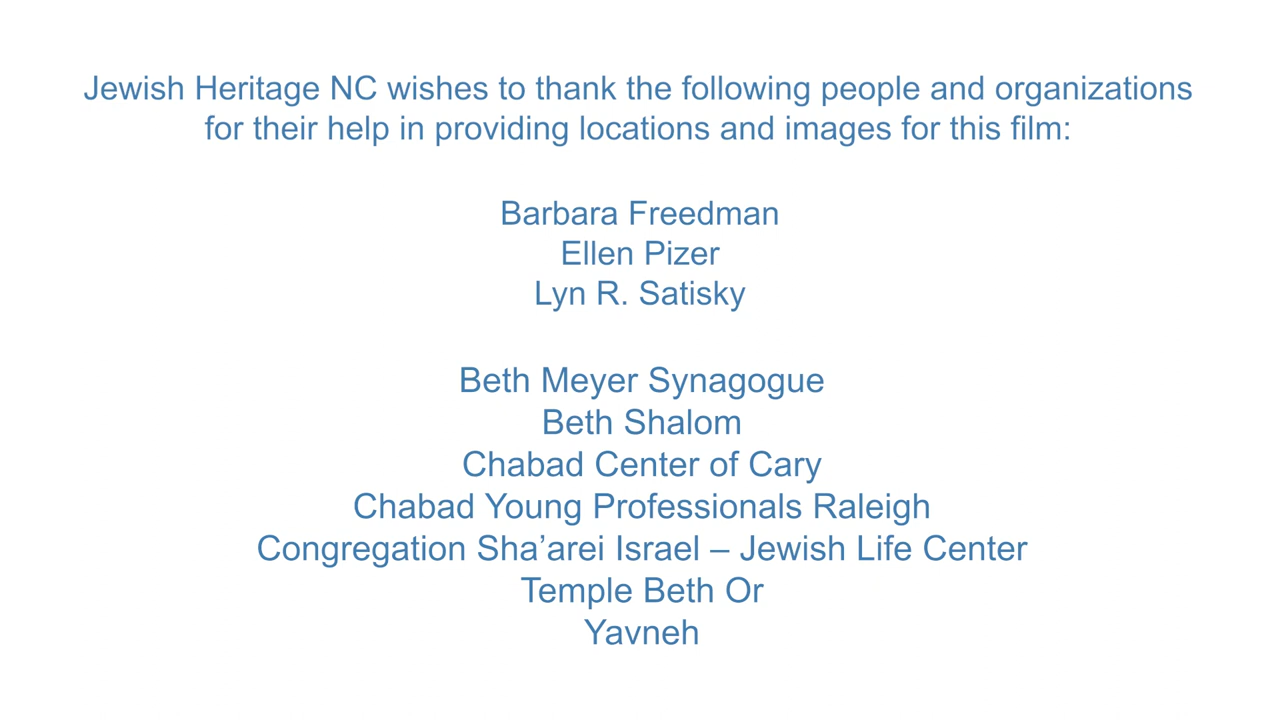 Jewish Heritage NC wishes to thank the following people and organizations
for their help in providing locations and images for this film:
Barbara Freedman
Ellen Pizer
Lyn R. Satisky
Beth Meyer Synagogue
Beth Shalom
Chabad Center of Cary
Chabad Young Professionals Raleigh
Congregation Sha’arei Israel – Jewish Life Center
Temple Beth Or
Yavneh